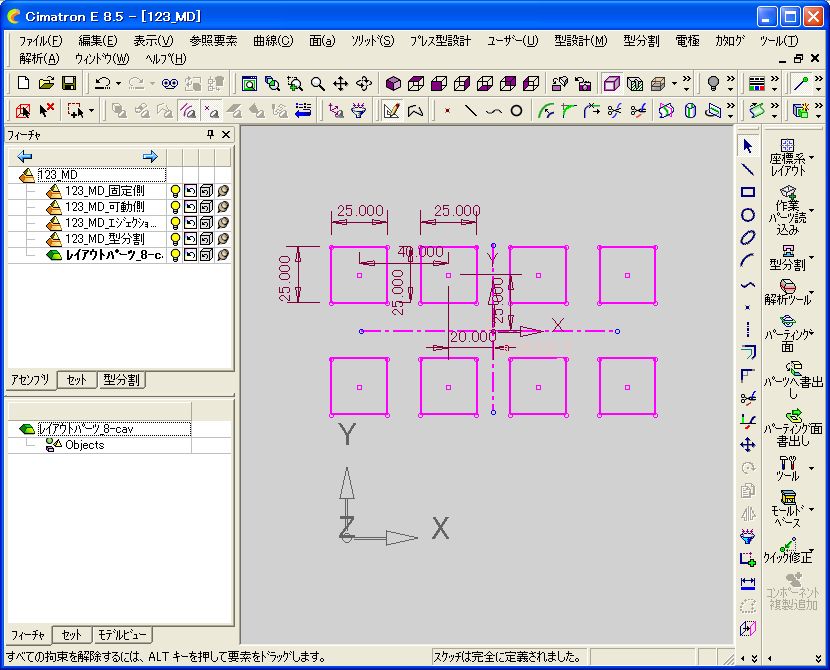 Cimatron E 8.5 - [123_MD]
ファイル(F) 編集(E) 表示(V) 参照要素 曲線(C) 面(a) ソリッド(S) プレス型設計 ユーザー(U) 型設計(M) 型分割 電極 カタログ ツール(T)
解析(A) ウィンドウ(W) ヘルプ(H)
フィーチャ
123_MD
123_MD_固定側
123_MD_可動側
123_MD_エジェクショ...
123_MD_型分割
レイアウトパーツ_8-c.
アセンブリ セット 型分割
レイアウトパーツ_8-cav
Objects
フィーチャ セット モデルビュー
25.000 25.000
40.000
25.000
25.000
25.000
20.000
X
Y
Z
X
座標系
レイアウト
作業
パーツ読
込み
型分割
解析ツール
パーティング
面
パーツへ書出
し
パーティング面
書出し
ツール
モールド
ベース
クイック修正
コンポーネント
複製追加
すべての拘束を解除するには、ALT キーを押して要素をドラッグします。 スケッチは完全に定義されました。